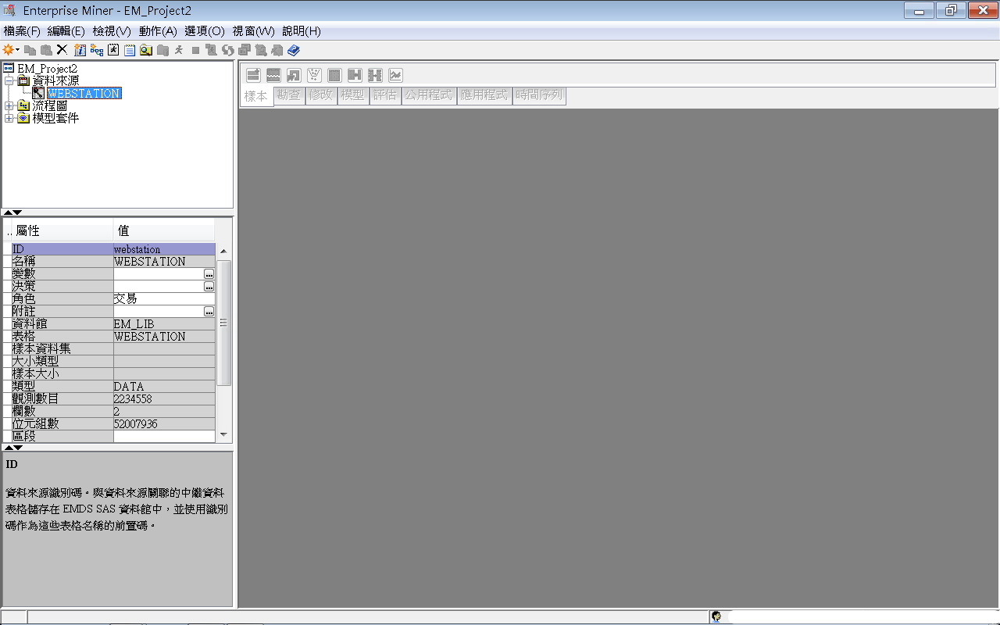 Enterprise Miner - EM_Project2
檔案(F) 編輯(E) 檢視(V) 動作(A) 選項(O) 視窗(W) 說明(H)
EM_Project2
資料來源
WEBSTATION
流程圖
模型套件
樣本 勘查 修改 模型 評估 公用程式 應用程式 時間序列
.. 屬性 值
ID webstation
名稱 WEBSTATION
變數 ...
決策 ...
角色 交易
附註 ...
資料館 EM_LIB
表格 WEBSTATION
樣本資料集
大小類型
樣本大小
類型 DATA
觀測數目 2234558
欄數 2
位元組數 52007936
區段
ID
資料來源識別碼。與資料來源關聯的中繼資料
表格儲存在 EMDS SAS 資料館中，並使用識別
碼作為這些表格名稱的前置碼。